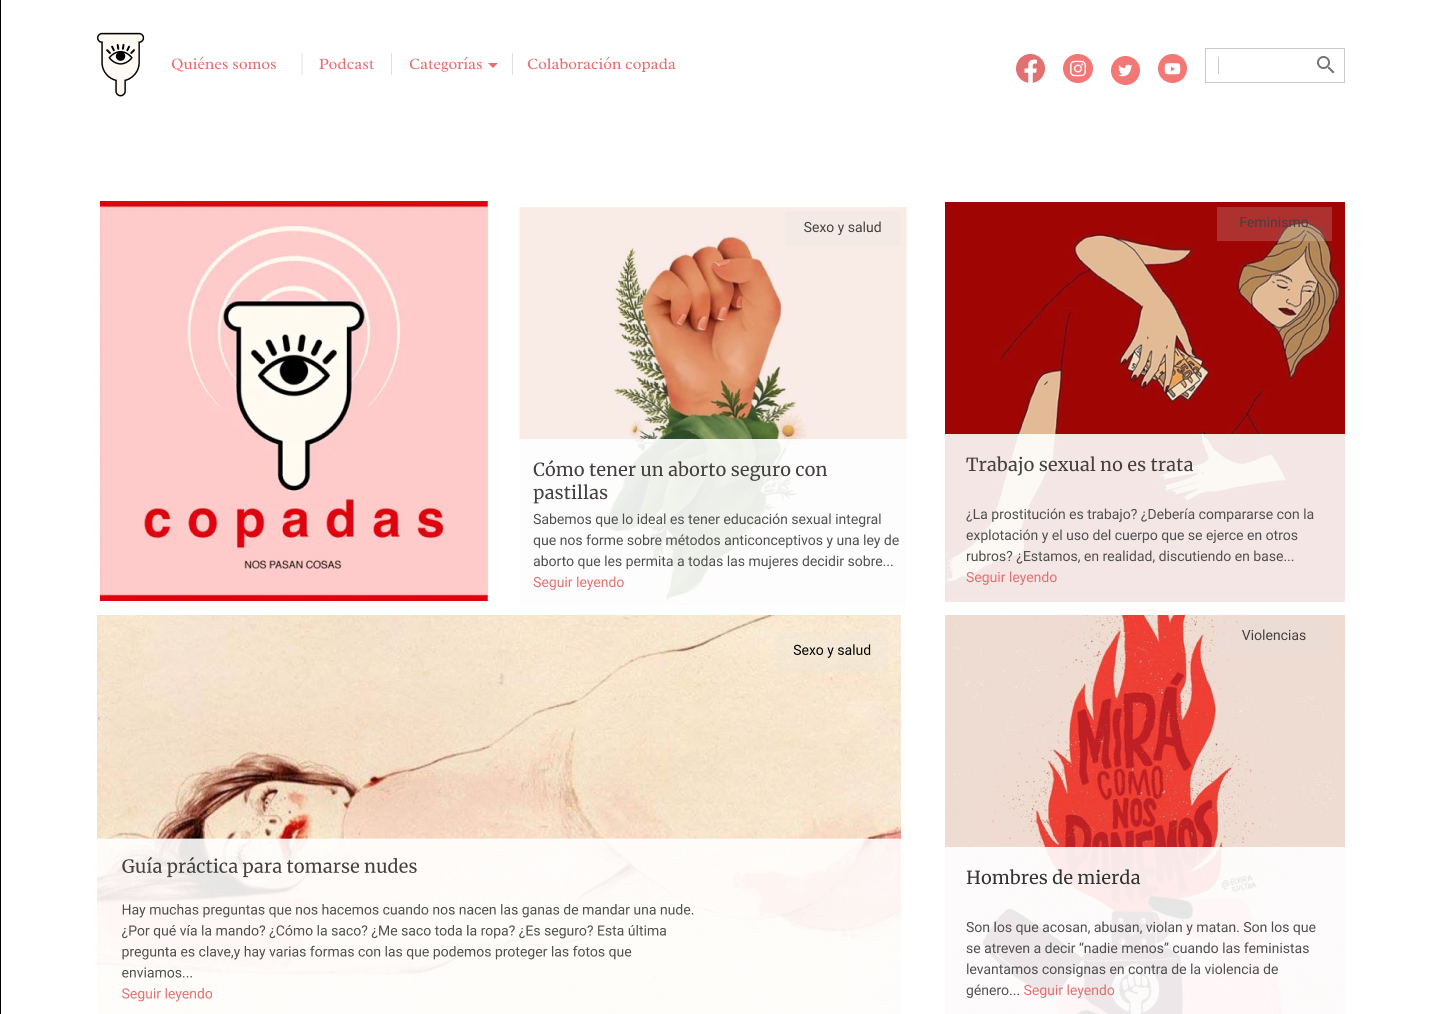 Quiénes somos
Podcast
Categorías
Colaboración copada
copadas
NOS PASAN COSAS
Sexo y salud
Cómo tener un aborto seguro con
pastillas
Sabemos que lo ideal es tener educación sexual integral
que nos forme sobre métodos anticonceptivos y una ley de
aborto que les permita a todas las mujeres decidir sobre...
Seguir leyendo
Feminismo
Trabajo sexual no es trata
¿La prostitución es trabajo? ¿Debería compararse con la
explotación y el uso del cuerpo que se ejerce en otros
rubros? ¿Estamos, en realidad, discutiendo en base...
Seguir leyendo
Sexo y salud
Guía práctica para tomarse nudes
Hay muchas preguntas que nos hacemos cuando nos nacen las ganas de mandar una nude.
¿Por qué vía la mando? ¿Cómo la saco? ¿Me saco toda la ropa? ¿Es seguro? Esta última
pregunta es clave,y hay varias formas con las que podemos proteger las fotos que
enviamos...
Seguir leyendo
Violencias
MIRÁ
CÓMO
NOS
PONEMOS
Hombres de mierda
Son los que acosan, abusan, violan y matan. Son los que
se atreven a decir “nadie menos” cuando las feministas
levantamos consignas en contra de la violencia de
género... Seguir leyendo